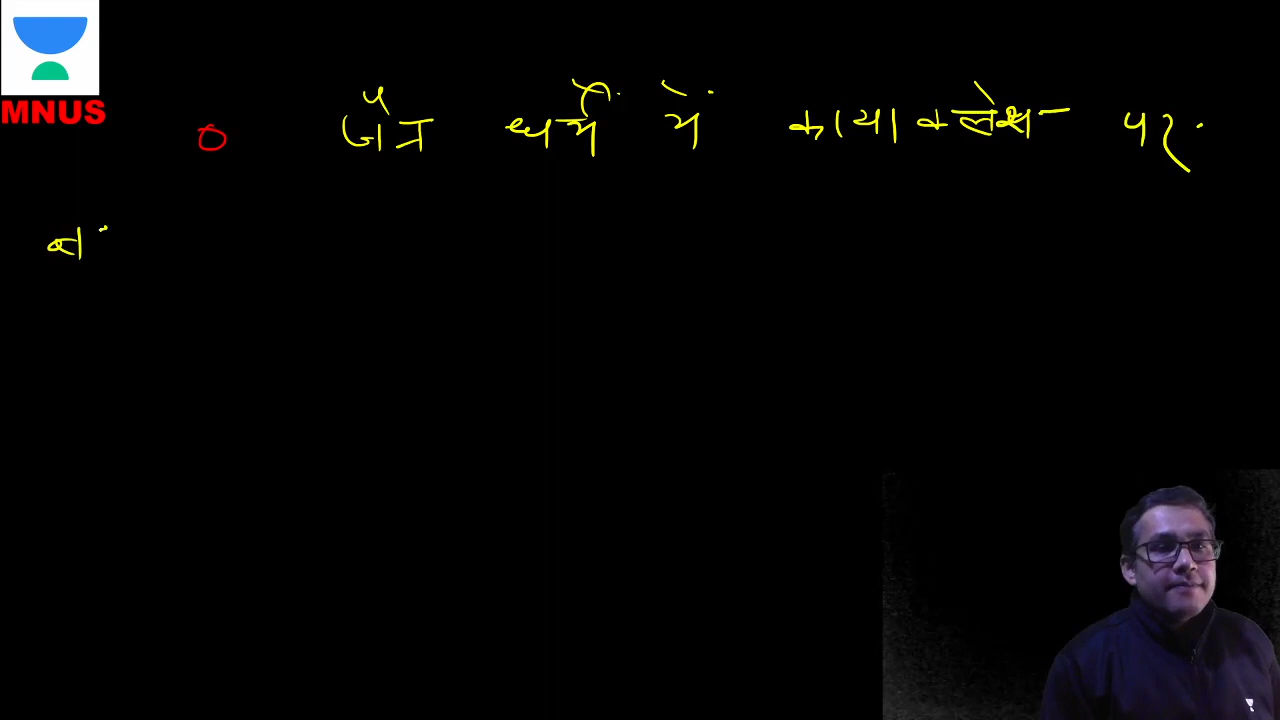 MNUS
जैन धर्म में काया क्लेश पर